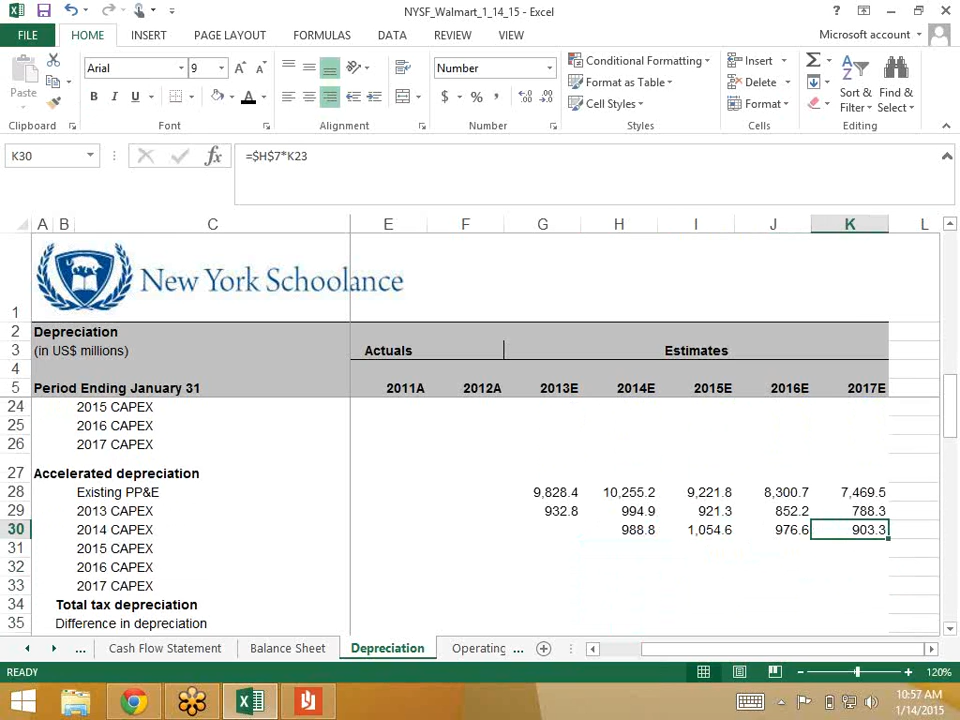 NYSF_Walmart_1_14_15 - Excel
FILE HOME INSERT PAGE LAYOUT FORMULAS DATA REVIEW VIEW Microsoft account
Paste
Arial 9
B I U A
Number
$ % ,
Conditional Formatting
Format as Table
Cell Styles
Insert
Delete
Format
Sort & Filter
Find & Select
Clipboard Font Alignment Number Styles Cells Editing
K30 fx =$H$7*K23
A B C E F G H I J K L
New York Schoolance
1
2 Depreciation
3 (in US$ millions) Actuals Estimates
4
5 Period Ending January 31 2011A 2012A 2013E 2014E 2015E 2016E 2017E
24 2015 CAPEX
25 2016 CAPEX
26 2017 CAPEX
27 Accelerated depreciation
28 Existing PP&E 9,828.4 10,255.2 9,221.8 8,300.7 7,469.5
29 2013 CAPEX 932.8 994.9 921.3 852.2 788.3
30 2014 CAPEX 988.8 1,054.6 976.6 903.3
31 2015 CAPEX
32 2016 CAPEX
33 2017 CAPEX
34 Total tax depreciation
35 Difference in depreciation
... Cash Flow Statement Balance Sheet Depreciation Operating ...
READY 120%
10:57 AM
1/14/2015